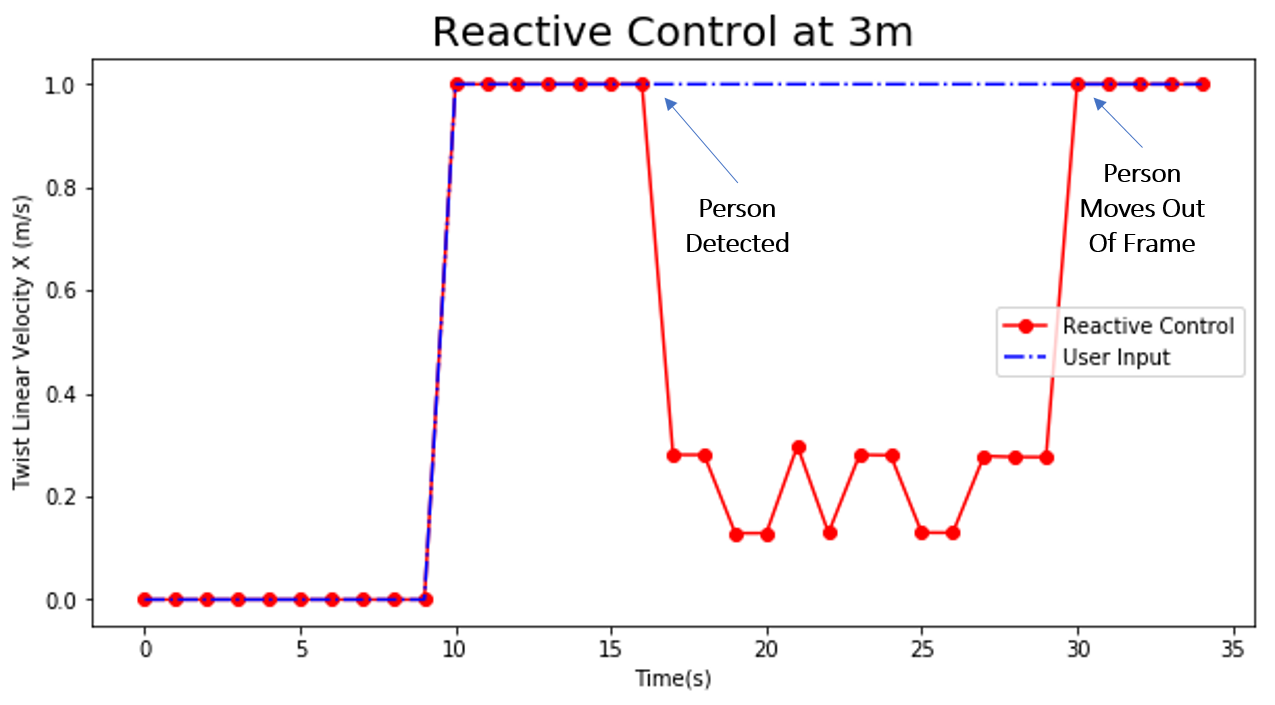 Reactive Control at 3m
Twist Linear Velocity X (m/s)
1.0
0.8
0.6
0.4
0.2
0.0
Person
Detected
Person
Moves Out
Of Frame
Reactive Control
User Input
0
5
10
15
20
25
30
35
Time(s)